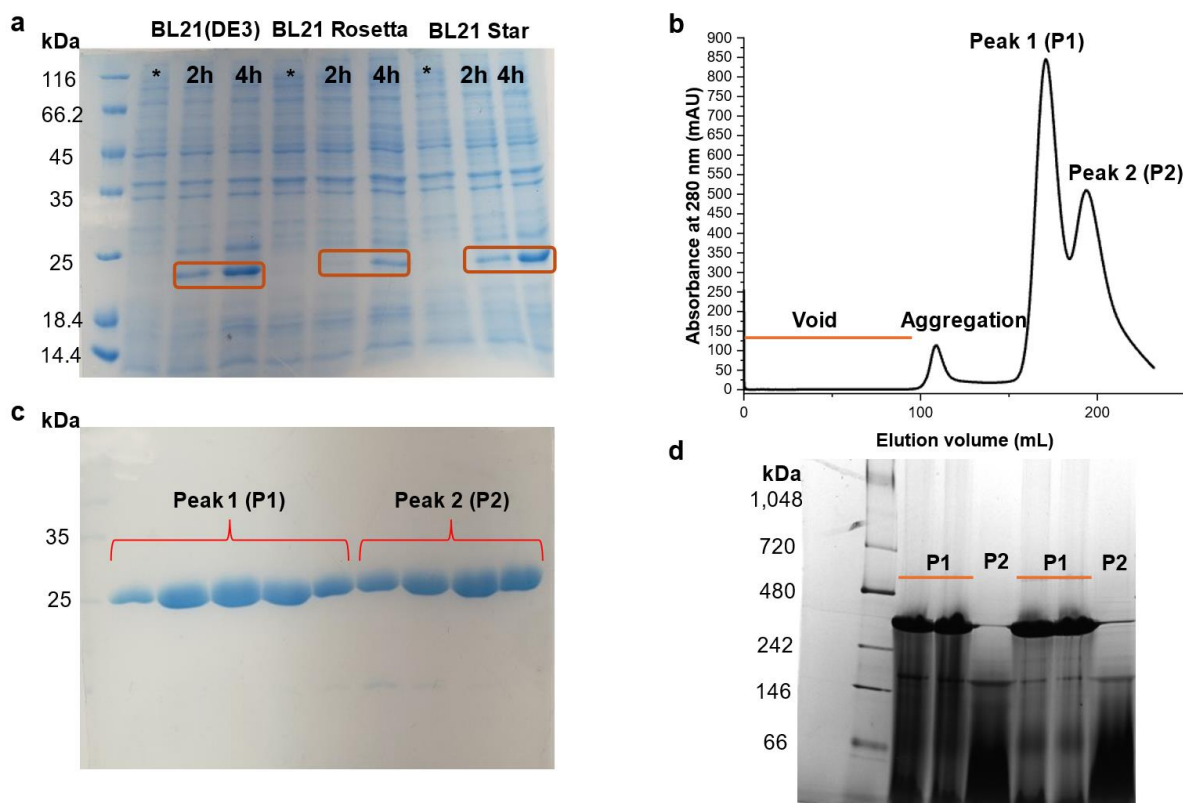 a
kDa
BL21(DE3) BL21 Rosetta BL21 Star
* 2h 4h * 2h 4h * 2h 4h
116
66.2
45
35
25
18.4
14.4
b
Absorbance at 280 nm (mAU)
900
850
800
750
700
650
600
550
500
450
400
350
300
250
200
150
100
50
0
Peak 1 (P1)
Peak 2 (P2)
Void
Aggregation
0 100 200
Elution volume (mL)
c
kDa
35
25
Peak 1 (P1) Peak 2 (P2)
d
kDa
1,048
720
480
242
146
66
P1 P2 P1 P2